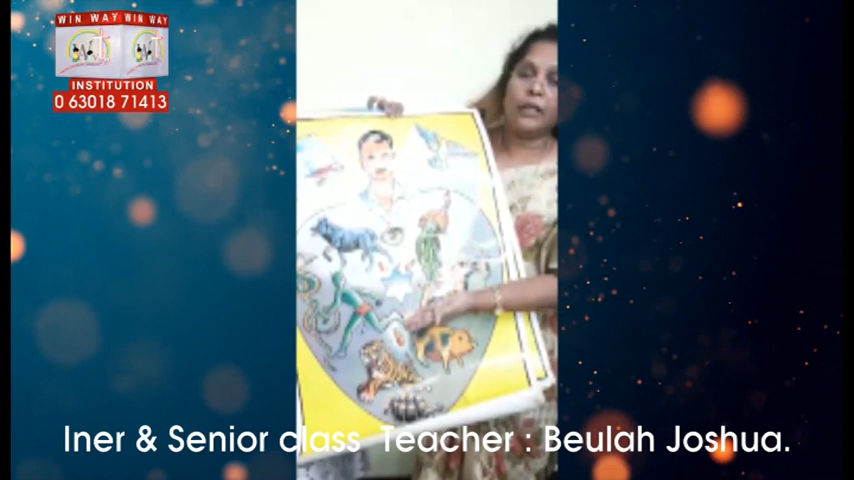 WIN WAY WIN WAY
INSTITUTION
0 63018 71413
Iner & Senior class Teacher : Beulah Joshua.